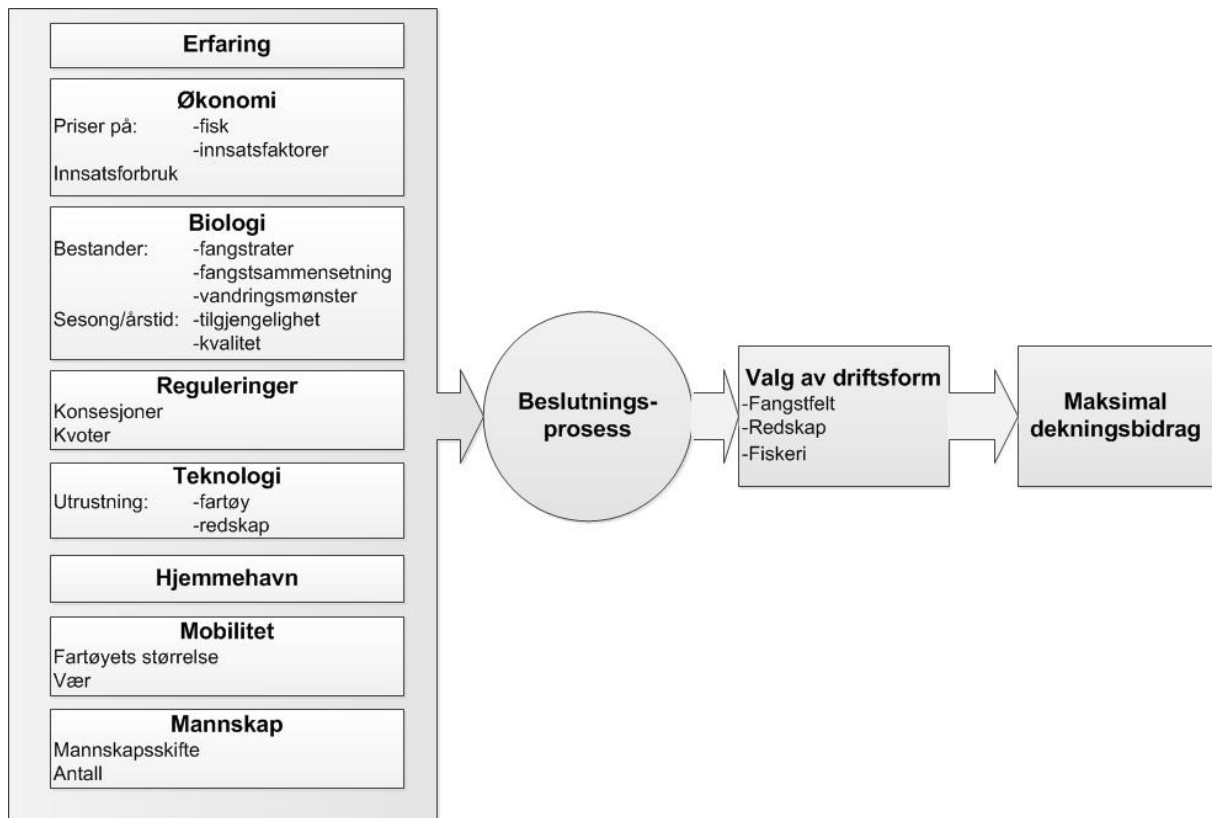 Erfaring
Økonomi
Priser på: -fisk
-innsatsfaktorer
Innsatsforbruk
Biologi
Bestander: -fangstrater
-fangstsammensetning
-vandringsmønster
Sesong/årstid: -tilgjengelighet
-kvalitet
Reguleringer
Konsesjoner
Kvoter
Teknologi
Utrustning: -fartøy
-redskap
Hjemmehavn
Mobilitet
Fartøyets størrelse
Vær
Mannskap
Mannskapsskifte
Antall
Beslutnings-
prosess
Valg av driftsform
-Fangstfelt
-Redskap
-Fiskeri
Maksimal
dekningsbidrag